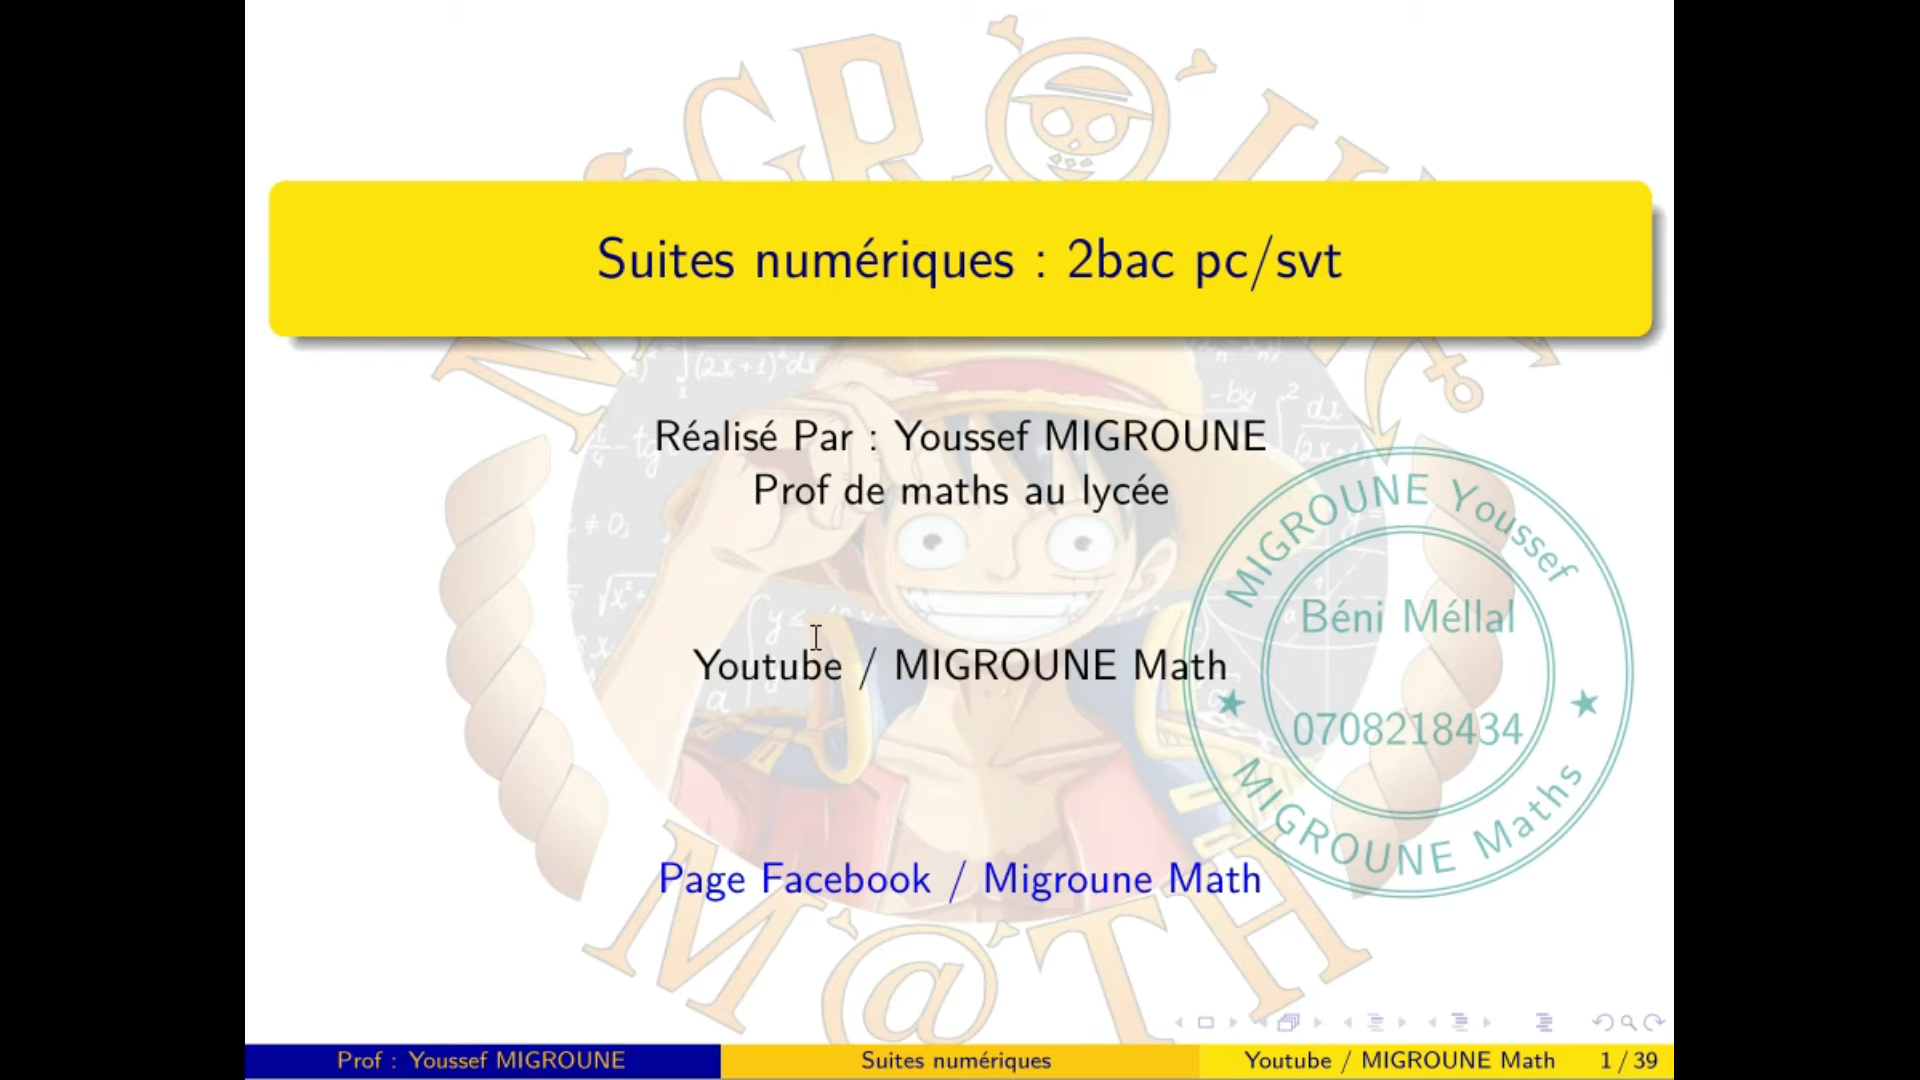 Suites numériques : 2bac pc/svt
Réalisé Par : Youssef MIGROUNE
Prof de maths au lycée
Youtube / MIGROUNE Math
Page Facebook / Migroune Math
MIGROUNE Youssef
Béni Méllal
0708218434
MIGROUNE Maths
M@TH
Prof : Youssef MIGROUNE
Suites numériques
Youtube / MIGROUNE Math
1 / 39